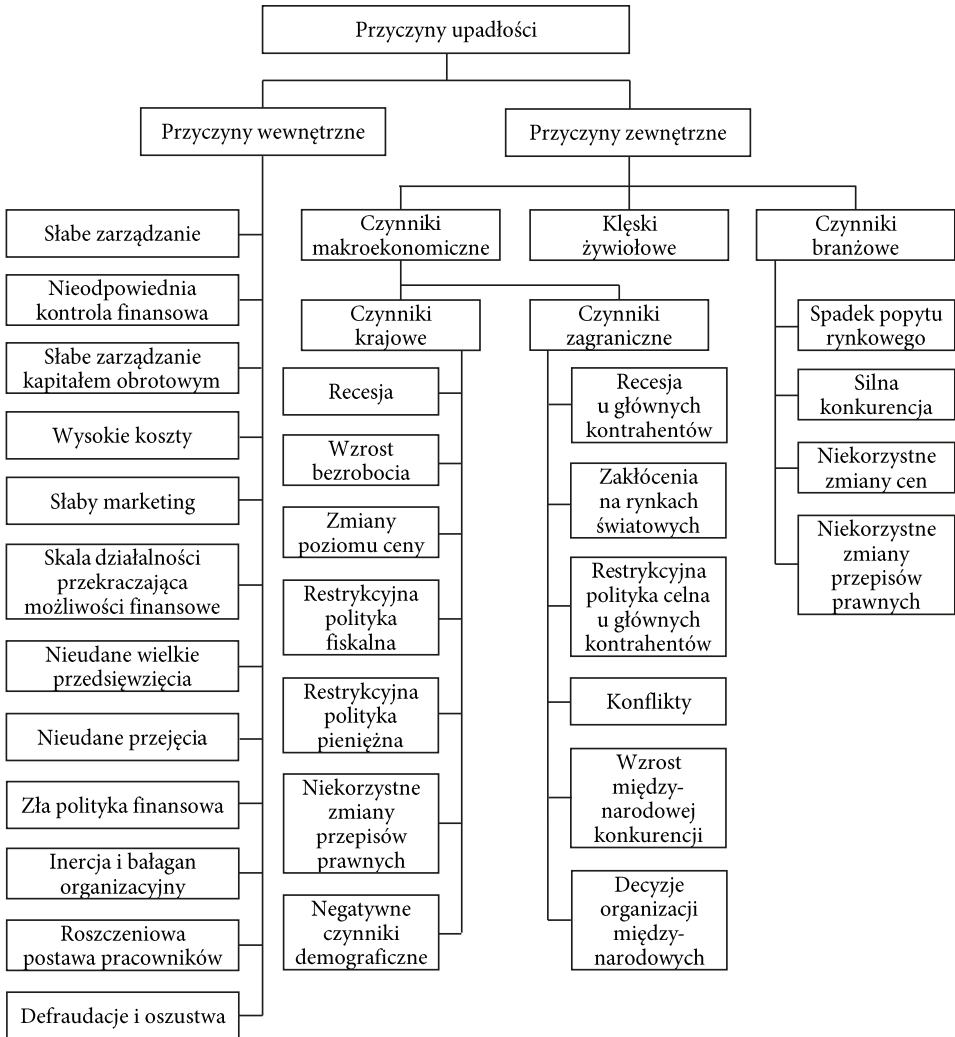 Przyczyny upadłości
Przyczyny wewnętrzne
Przyczyny zewnętrzne
Słabe zarządzanie
Nieodpowiednia
kontrola finansowa
Słabe zarządzanie
kapitałem obrotowym
Wysokie koszty
Słaby marketing
Skala działalności
przekraczająca
możliwości finansowe
Nieudane wielkie
przedsięwzięcia
Nieudane przejęcia
Zła polityka finansowa
Inercja i bałagan
organizacyjny
Roszczeniowa
postawa pracowników
Defraudacje i oszustwa
Czynniki
makroekonomiczne
Klęski
żywiołowe
Czynniki
branżowe
Czynniki
krajowe
Recesja
Wzrost
bezrobocia
Zmiany
poziomu ceny
Restrykcyjna
polityka
fiskalna
Restrykcyjna
polityka
pieniężna
Niekorzystne
zmiany
przepisów
prawnych
Negatywne
czynniki
demograficzne
Czynniki
zagraniczne
Recesja
u głównych
kontrahentów
Zakłócenia
na rynkach
światowych
Restrykcyjna
polityka celna
u głównych
kontrahentów
Konflikty
Wzrost
między-
narodowej
konkurencji
Decyzje
organizacji
między-
narodowych
Spadek popytu
rynkowego
Silna
konkurencja
Niekorzystne
zmiany cen
Niekorzystne
zmiany
przepisów
prawnych